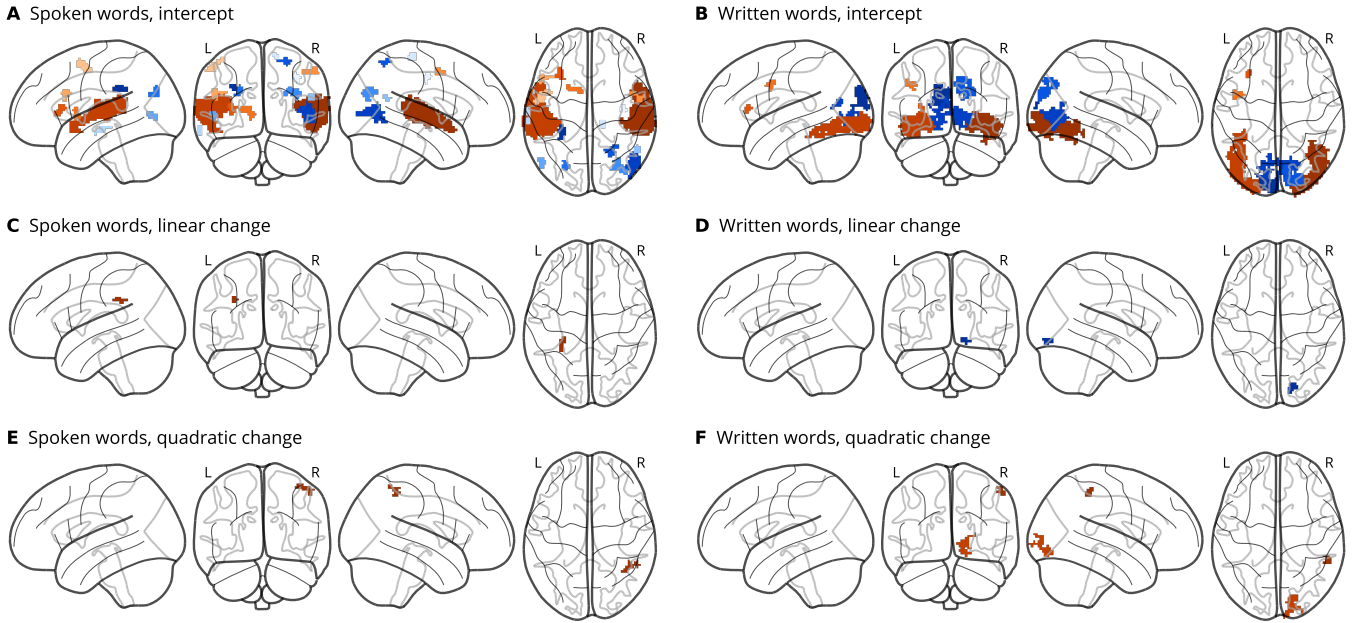 A Spoken words, intercept
L R L R
B Written words, intercept
L R L R
C Spoken words, linear change
L R L R
D Written words, linear change
L R L R
E Spoken words, quadratic change
L R L R
F Written words, quadratic change
L R L R